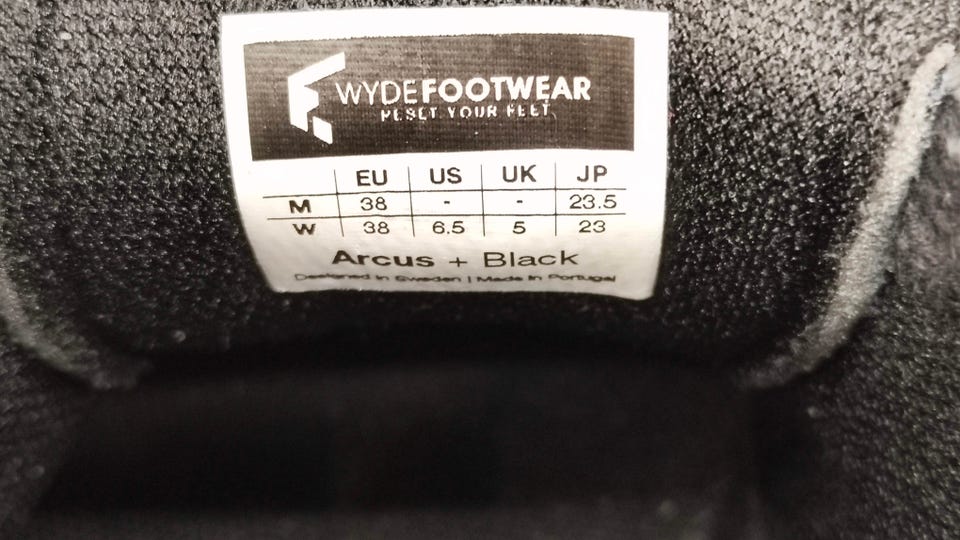 WYDEFOOTWEAR
RESET YOUR FEET
EU US UK JP
M 38 - - 23.5
W 38 6.5 5 23
Arcus + Black
Designed in Sweden | Made in Portugal